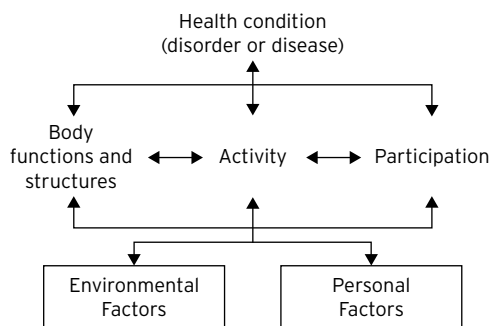 Health condition
(disorder or disease)
Body
functions and
structures
Activity
Participation
Environmental
Factors
Personal
Factors